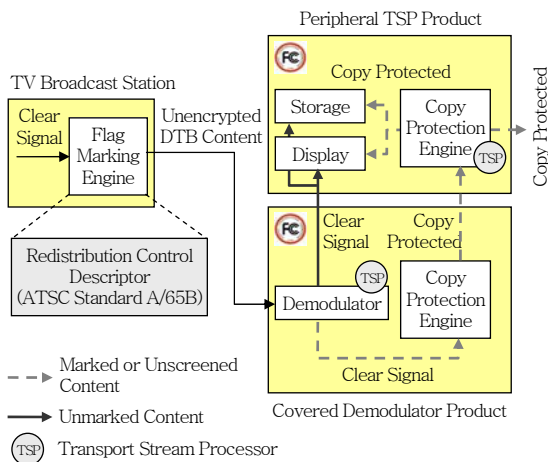 Peripheral TSP Product
FC
Copy Protected
TV Broadcast Station
Clear
Signal
Flag
Marking
Engine
Unencrypted
DTB Content
Storage
Display
Copy
Protection
Engine
TSP
Copy Protected
Redistribution Control
Descriptor
(ATSC Standard A/65B)
FC
Clear
Signal
Copy
Protected
TSP
Demodulator
Copy
Protection
Engine
Clear Signal
Covered Demodulator Product
Marked or Unscreened
Content
Unmarked Content
TSP Transport Stream Processor